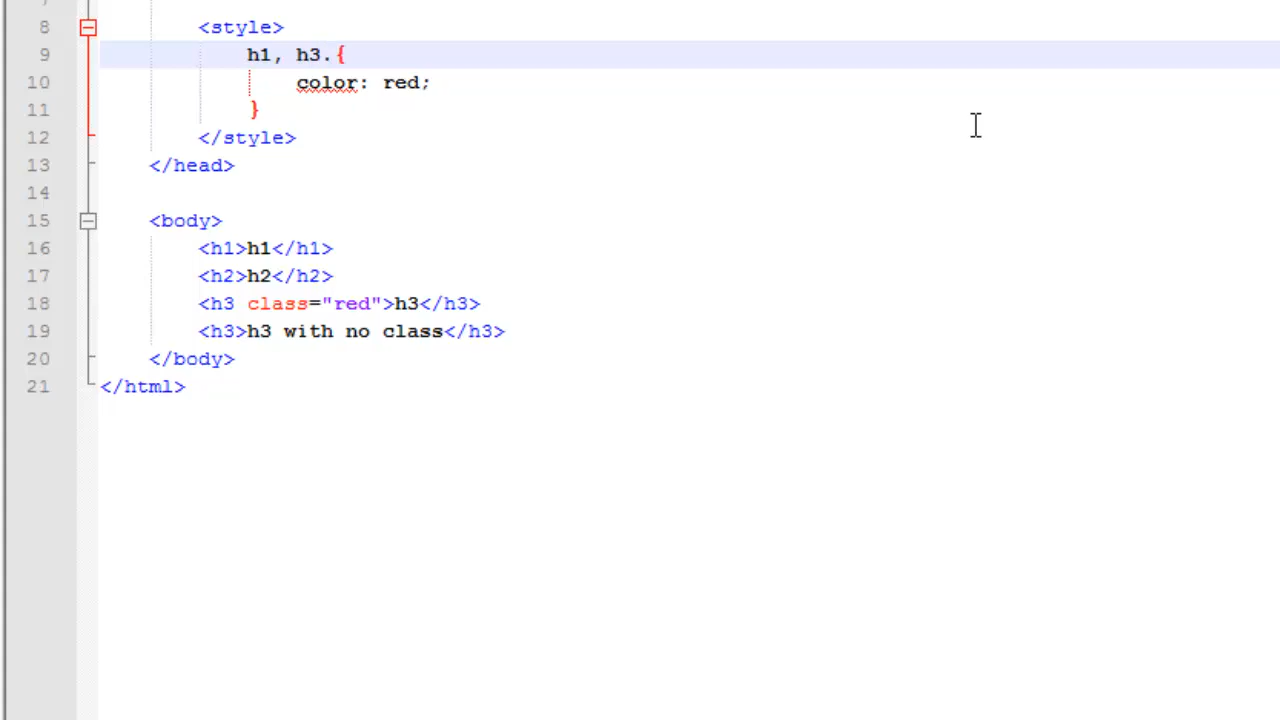 8 <style>
9 h1, h3.{
10 color: red;
11 }
12 </style>
13 </head>
14
15 <body>
16 <h1>h1</h1>
17 <h2>h2</h2>
18 <h3 class="red">h3</h3>
19 <h3>h3 with no class</h3>
20 </body>
21 </html>